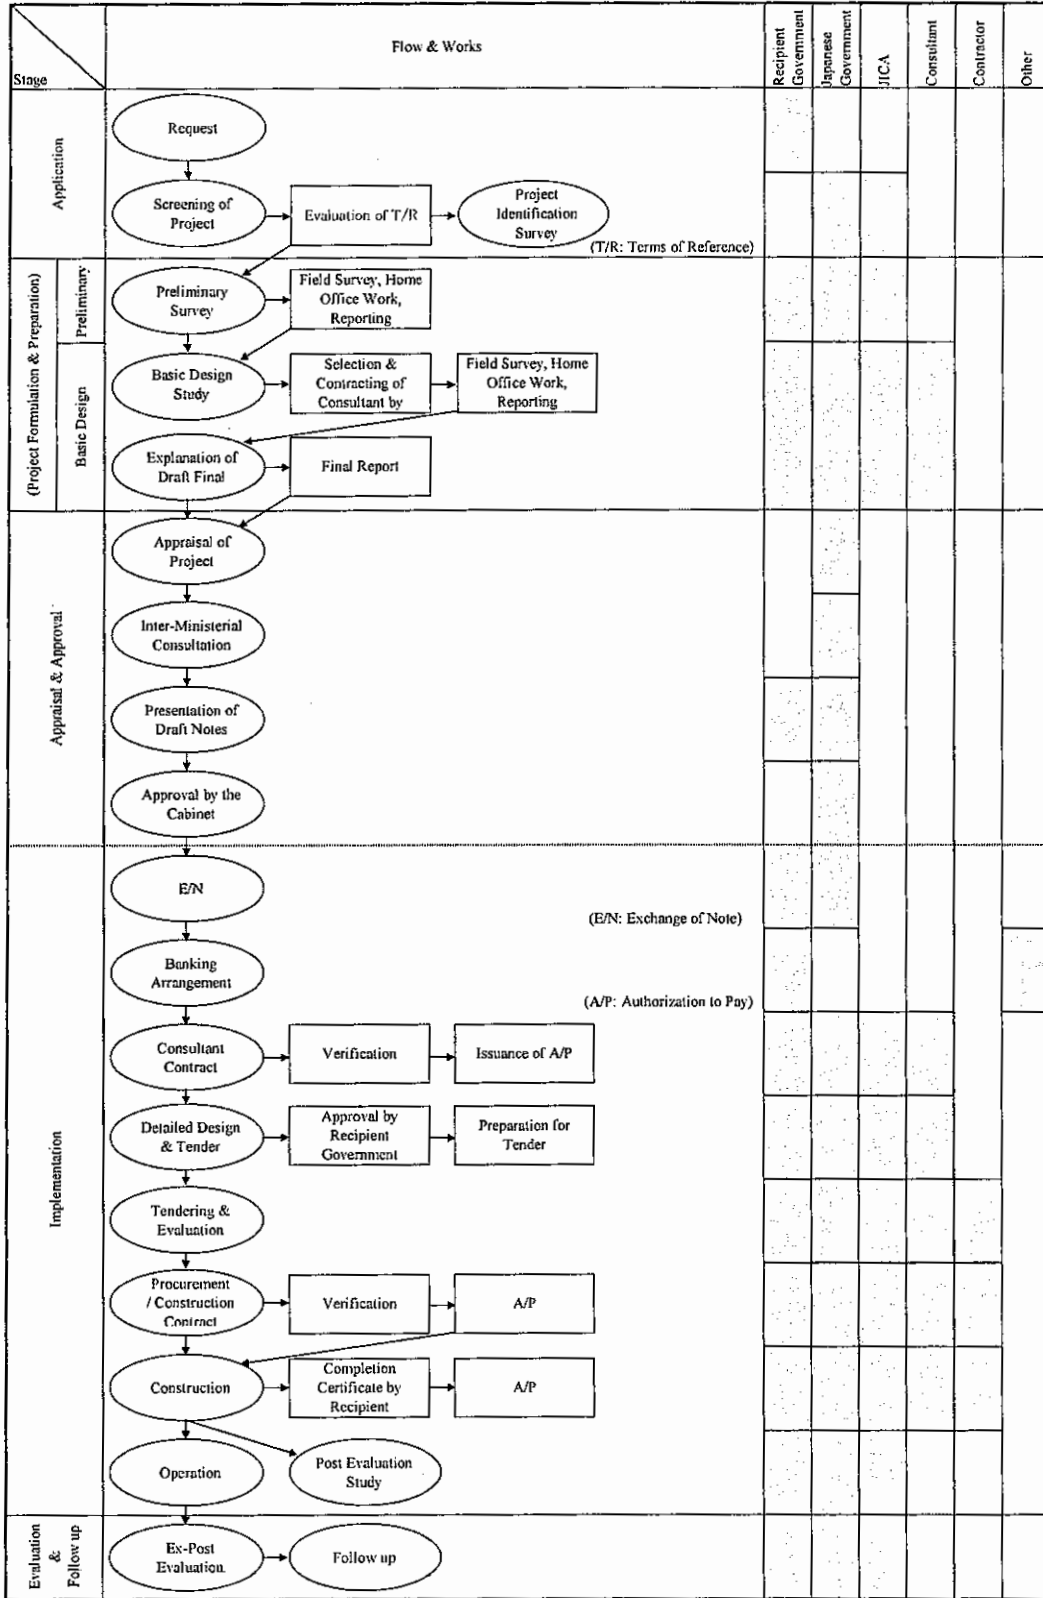 Stage
Flow & Works
Recipient
Government
Japanese
Government
JICA
Consultant
Contractor
Other
Application
Request
Screening of
Project
Evaluation of T/R
Project
Identification
Survey
(T/R: Terms of Reference)
(Project Formulation & Preparation)
Preliminary
Preliminary
Survey
Field Survey, Home
Office Work,
Reporting
Basic Design
Basic Design
Study
Selection &
Contracting of
Consultant by
Field Survey, Home
Office Work,
Reporting
Explanation of
Draft Final
Final Report
Appraisal & Approval
Appraisal of
Project
Inter-Ministerial
Consultation
Presentation of
Draft Notes
Approval by the
Cabinet
Implementation
E/N
(E/N: Exchange of Note)
Banking
Arrangement
(A/P: Authorization to Pay)
Consultant
Contract
Verification
Issuance of A/P
Detailed Design
& Tender
Approval by
Recipient
Government
Preparation for
Tender
Tendering &
Evaluation
Procurement
/ Construction
Contract
Verification
A/P
Construction
Completion
Certificate by
Recipient
A/P
Operation
Post Evaluation
Study
Evaluation
&
Follow up
Ex-Post
Evaluation
Follow up